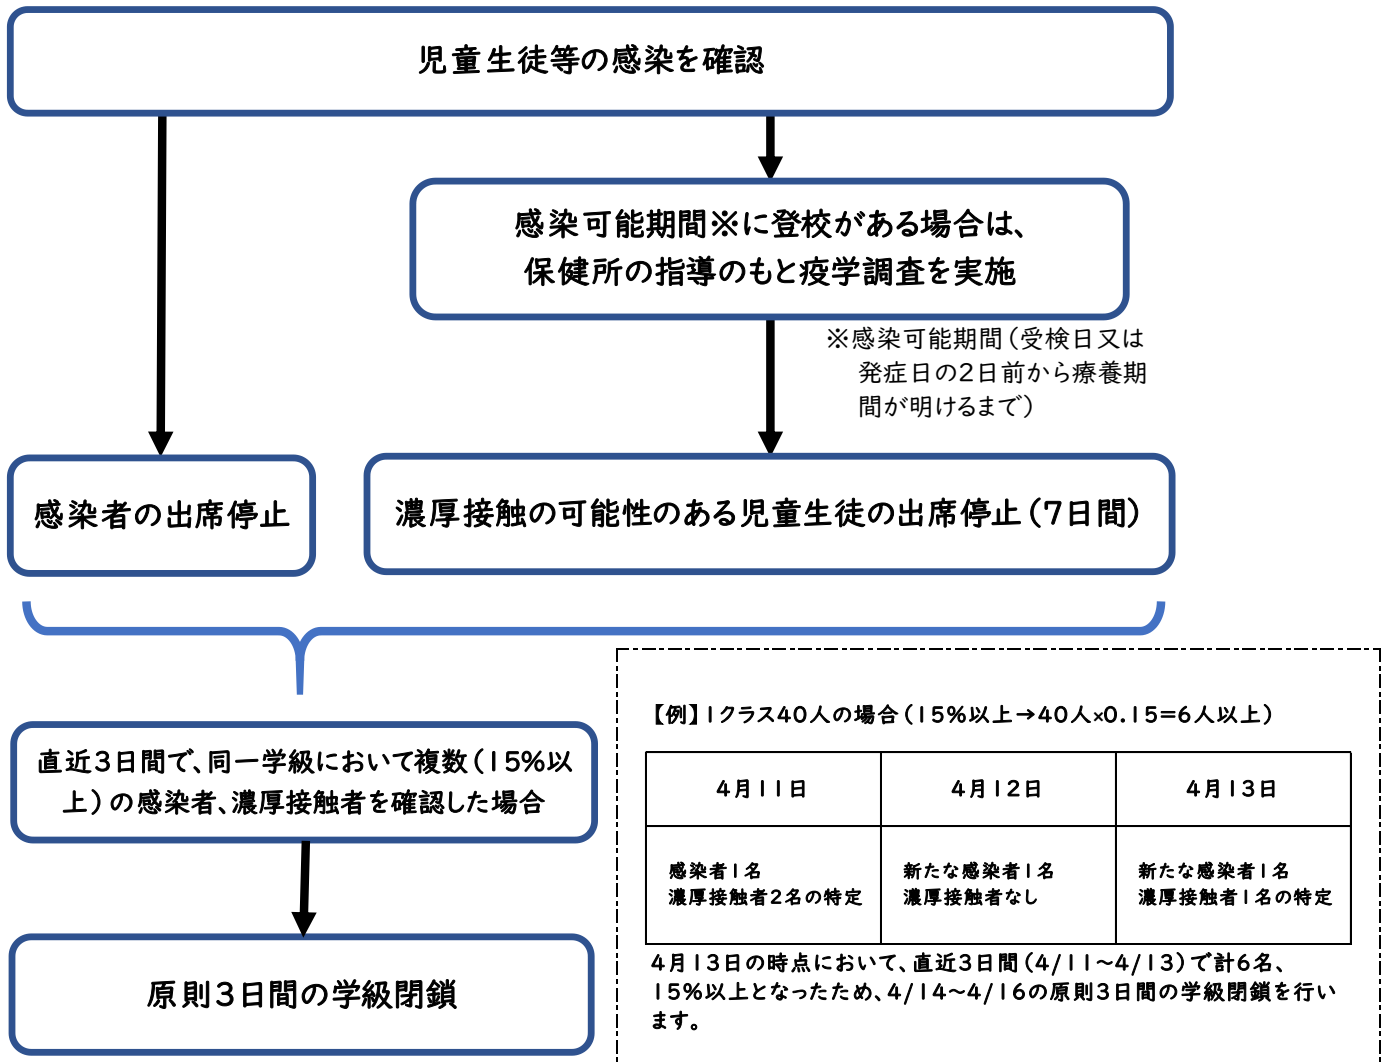 児童生徒等の感染を確認
感染可能期間※に登校がある場合は、
保健所の指導のもと疫学調査を実施
※感染可能期間（受検日又は
発症日の2日前から療養期
間が明けるまで）
感染者の出席停止
濃厚接触の可能性のある児童生徒の出席停止（7日間）
直近3日間で、同一学級において複数（15%以
上）の感染者、濃厚接触者を確認した場合
原則3日間の学級閉鎖
【例】1クラス40人の場合（15%以上→40人×0.15=6人以上）
4月11日
4月12日
4月13日
感染者1名
濃厚接触者2名の特定
新たな感染者1名
濃厚接触者なし
新たな感染者1名
濃厚接触者1名の特定
4月13日の時点において、直近3日間（4/11~4/13）で計6名、
15%以上となったため、4/14~4/16の原則3日間の学級閉鎖を行い
ます。